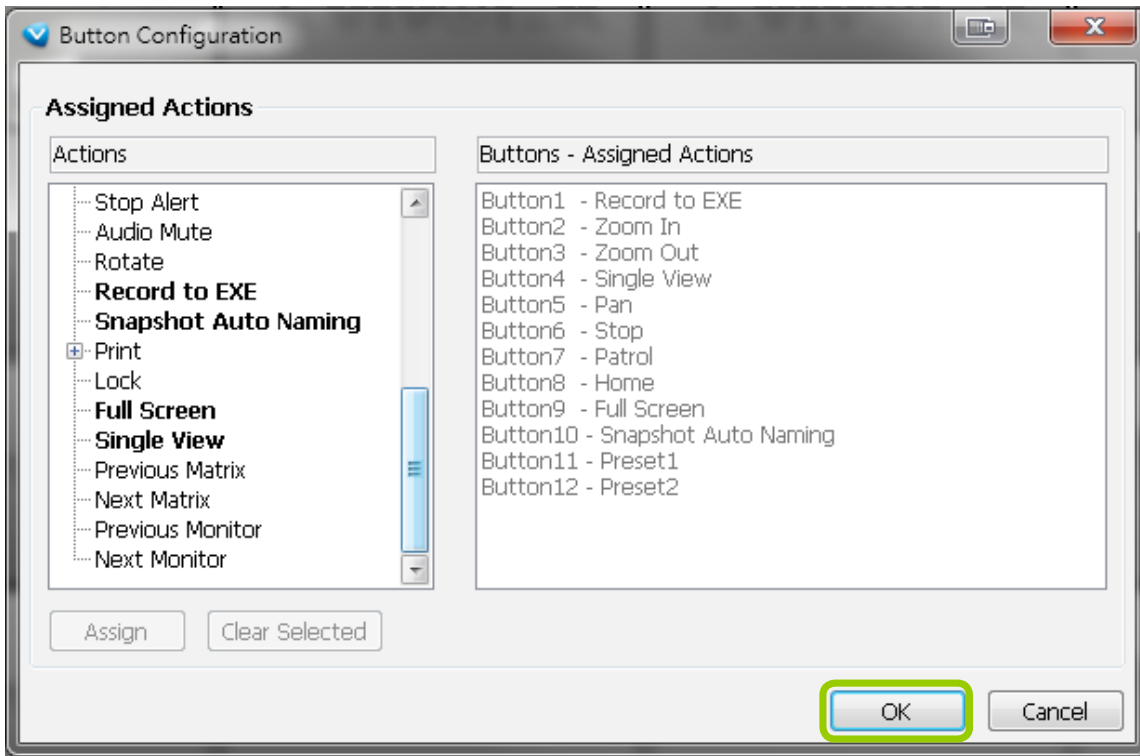 Button Configuration
Assigned Actions
Actions
Stop Alert
Audio Mute
Rotate
Record to EXE
Snapshot Auto Naming
Print
Lock
Full Screen
Single View
Previous Matrix
Next Matrix
Previous Monitor
Next Monitor
Assign
Clear Selected
Buttons - Assigned Actions
Button1 - Record to EXE
Button2 - Zoom In
Button3 - Zoom Out
Button4 - Single View
Button5 - Pan
Button6 - Stop
Button7 - Patrol
Button8 - Home
Button9 - Full Screen
Button10 - Snapshot Auto Naming
Button11 - Preset1
Button12 - Preset2
OK
Cancel